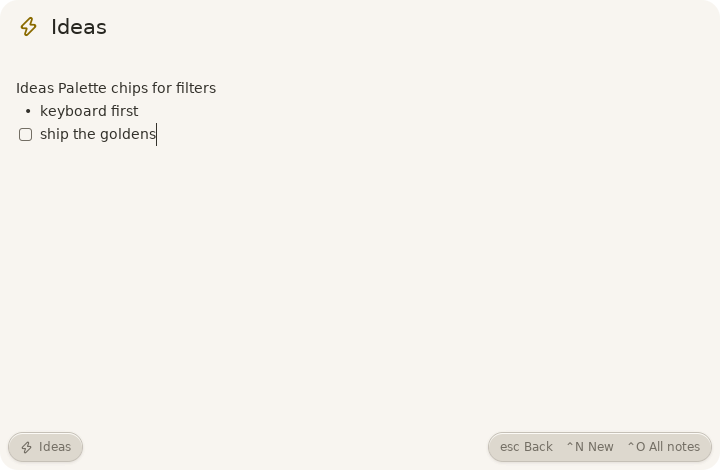 Ideas
Ideas Palette chips for filters
• keyboard first
ship the goldens
Ideas
esc Back ^N New ^O All notes